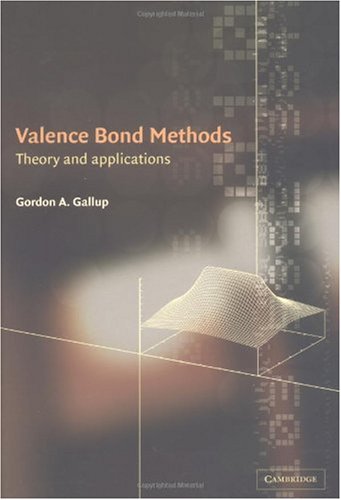 Valence Bond Methods
Theory and applications
Gordon A. Gallup
CAMBRIDGE